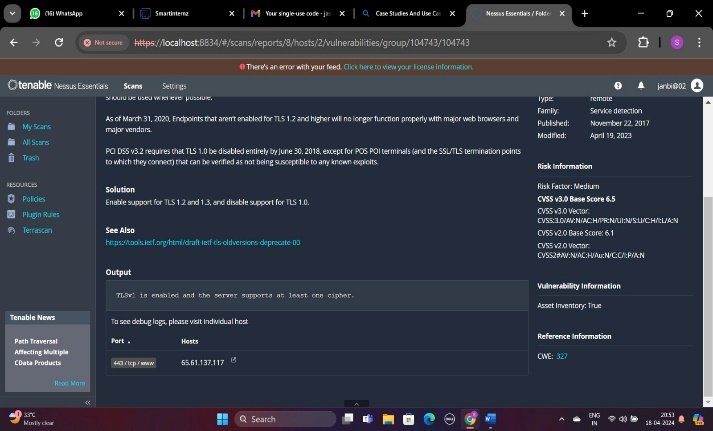 (16) WhatsApp
Smartinternz
Your single-use code - jas
Case Studies And Use Cas
Nessus Essentials / Folder
Not secure https://localhost:8834/#/scans/reports/8/hosts/2/vulnerabilities/group/104743/104743
There's an error with your feed. Click here to view your license information.
tenable Nessus Essentials Scans Settings
janbi@02
FOLDERS
My Scans
All Scans
Trash
RESOURCES
Policies
Plugin Rules
Terrascan
Tenable News
Path Traversal
Affecting Multiple
CData Products
Read More
should be used whenever possible.
As of March 31, 2020, Endpoints that aren't enabled for TLS 1.2 and higher will no longer function properly with major web browsers and
major vendors.
PCI DSS v3.2 requires that TLS 1.0 be disabled entirely by June 30, 2018, except for POS POI terminals (and the SSL/TLS termination points
to which they connect) that can be verified as not being susceptible to any known exploits.
Solution
Enable support for TLS 1.2 and 1.3, and disable support for TLS 1.0.
See Also
https://tools.ietf.org/html/draft-ietf-tls-oldversions-deprecate-00
Output
TLSv1 is enabled and the server supports at least one cipher.
To see debug logs, please visit individual host
Port Hosts
443 / tcp / www 65.61.137.117
Type: remote
Family: Service detection
Published: November 22, 2017
Modified: April 19, 2023
Risk Information
Risk Factor: Medium
CVSS v3.0 Base Score 6.5
CVSS v3.0 Vector:
CVSS:3.0/AV:N/AC:H/PR:N/UI:N/S:U/C:H/I:L/A:N
CVSS v2.0 Base Score: 6.1
CVSS v2.0 Vector:
CVSS2#AV:N/AC:H/Au:N/C:C/I:P/A:N
Vulnerability Information
Asset Inventory: True
Reference Information
CWE: 327
33°C
Mostly clear
Search
ENG
IN
20:51
18-04-2024